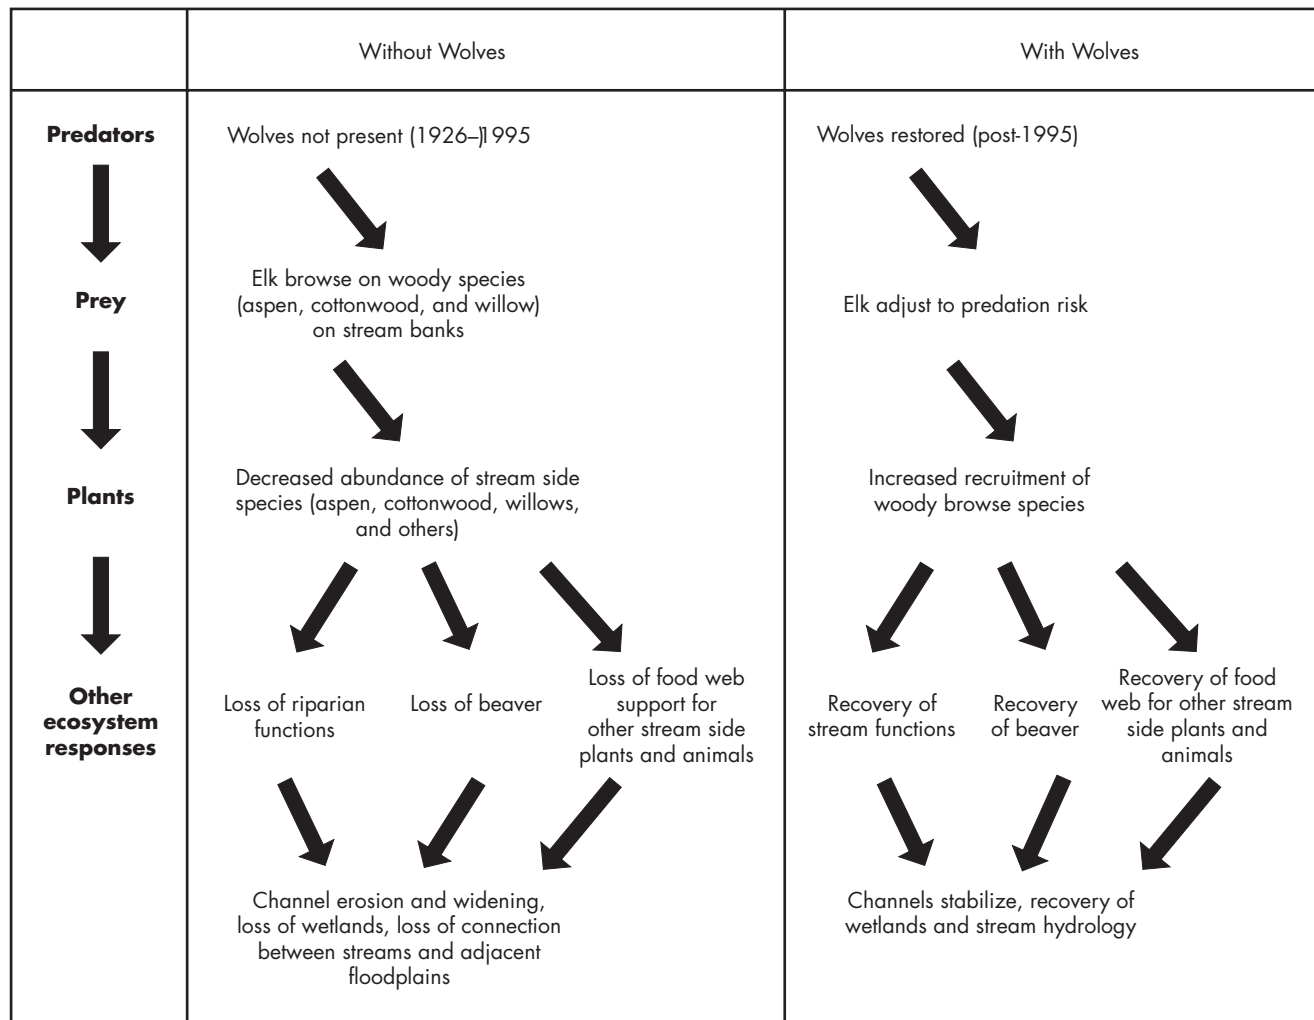 Without Wolves
With Wolves
Predators
Wolves not present (1926–)1995
Wolves restored (post-1995)
Prey
Elk browse on woody species
(aspen, cottonwood, and willow)
on stream banks
Elk adjust to predation risk
Plants
Decreased abundance of stream side
species (aspen, cottonwood, willows,
and others)
Increased recruitment of
woody browse species
Other
ecosystem
responses
Loss of riparian
functions
Loss of beaver
Loss of food web
support for
other stream side
plants and animals
Recovery of
stream functions
Recovery
of beaver
Recovery of food
web for other stream
side plants and
animals
Channel erosion and widening,
loss of wetlands, loss of connection
between streams and adjacent
floodplains
Channels stabilize, recovery of
wetlands and stream hydrology